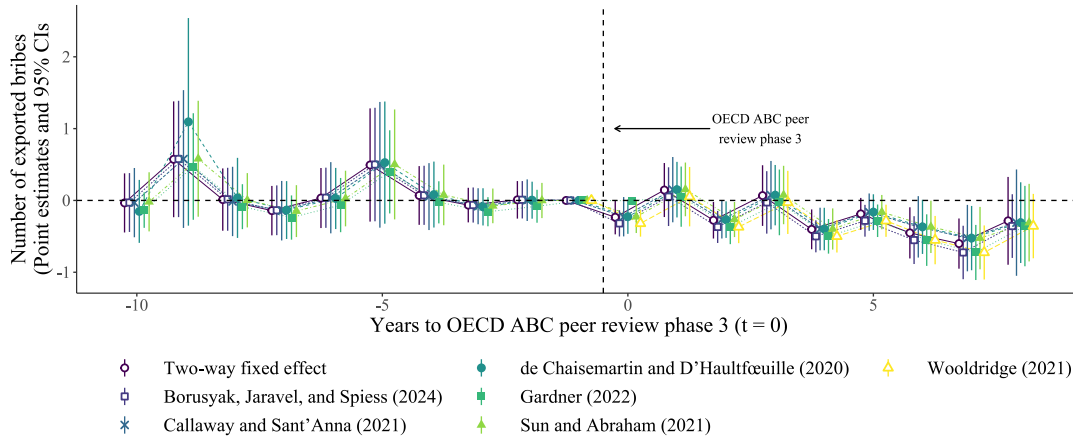 Number of exported bribes
(Point estimates and 95% CIs
2
1
0
-1
OECD ABC peer
review phase 3
-10
-5
0
5
Years to OECD ABC peer review phase 3 (t = 0)
Two-way fixed effect
de Chaisemartin and D’Haultfœuille (2020)
Wooldridge (2021)
Borusyak, Jaravel, and Spiess (2024)
Gardner (2022)
Callaway and Sant’Anna (2021)
Sun and Abraham (2021)